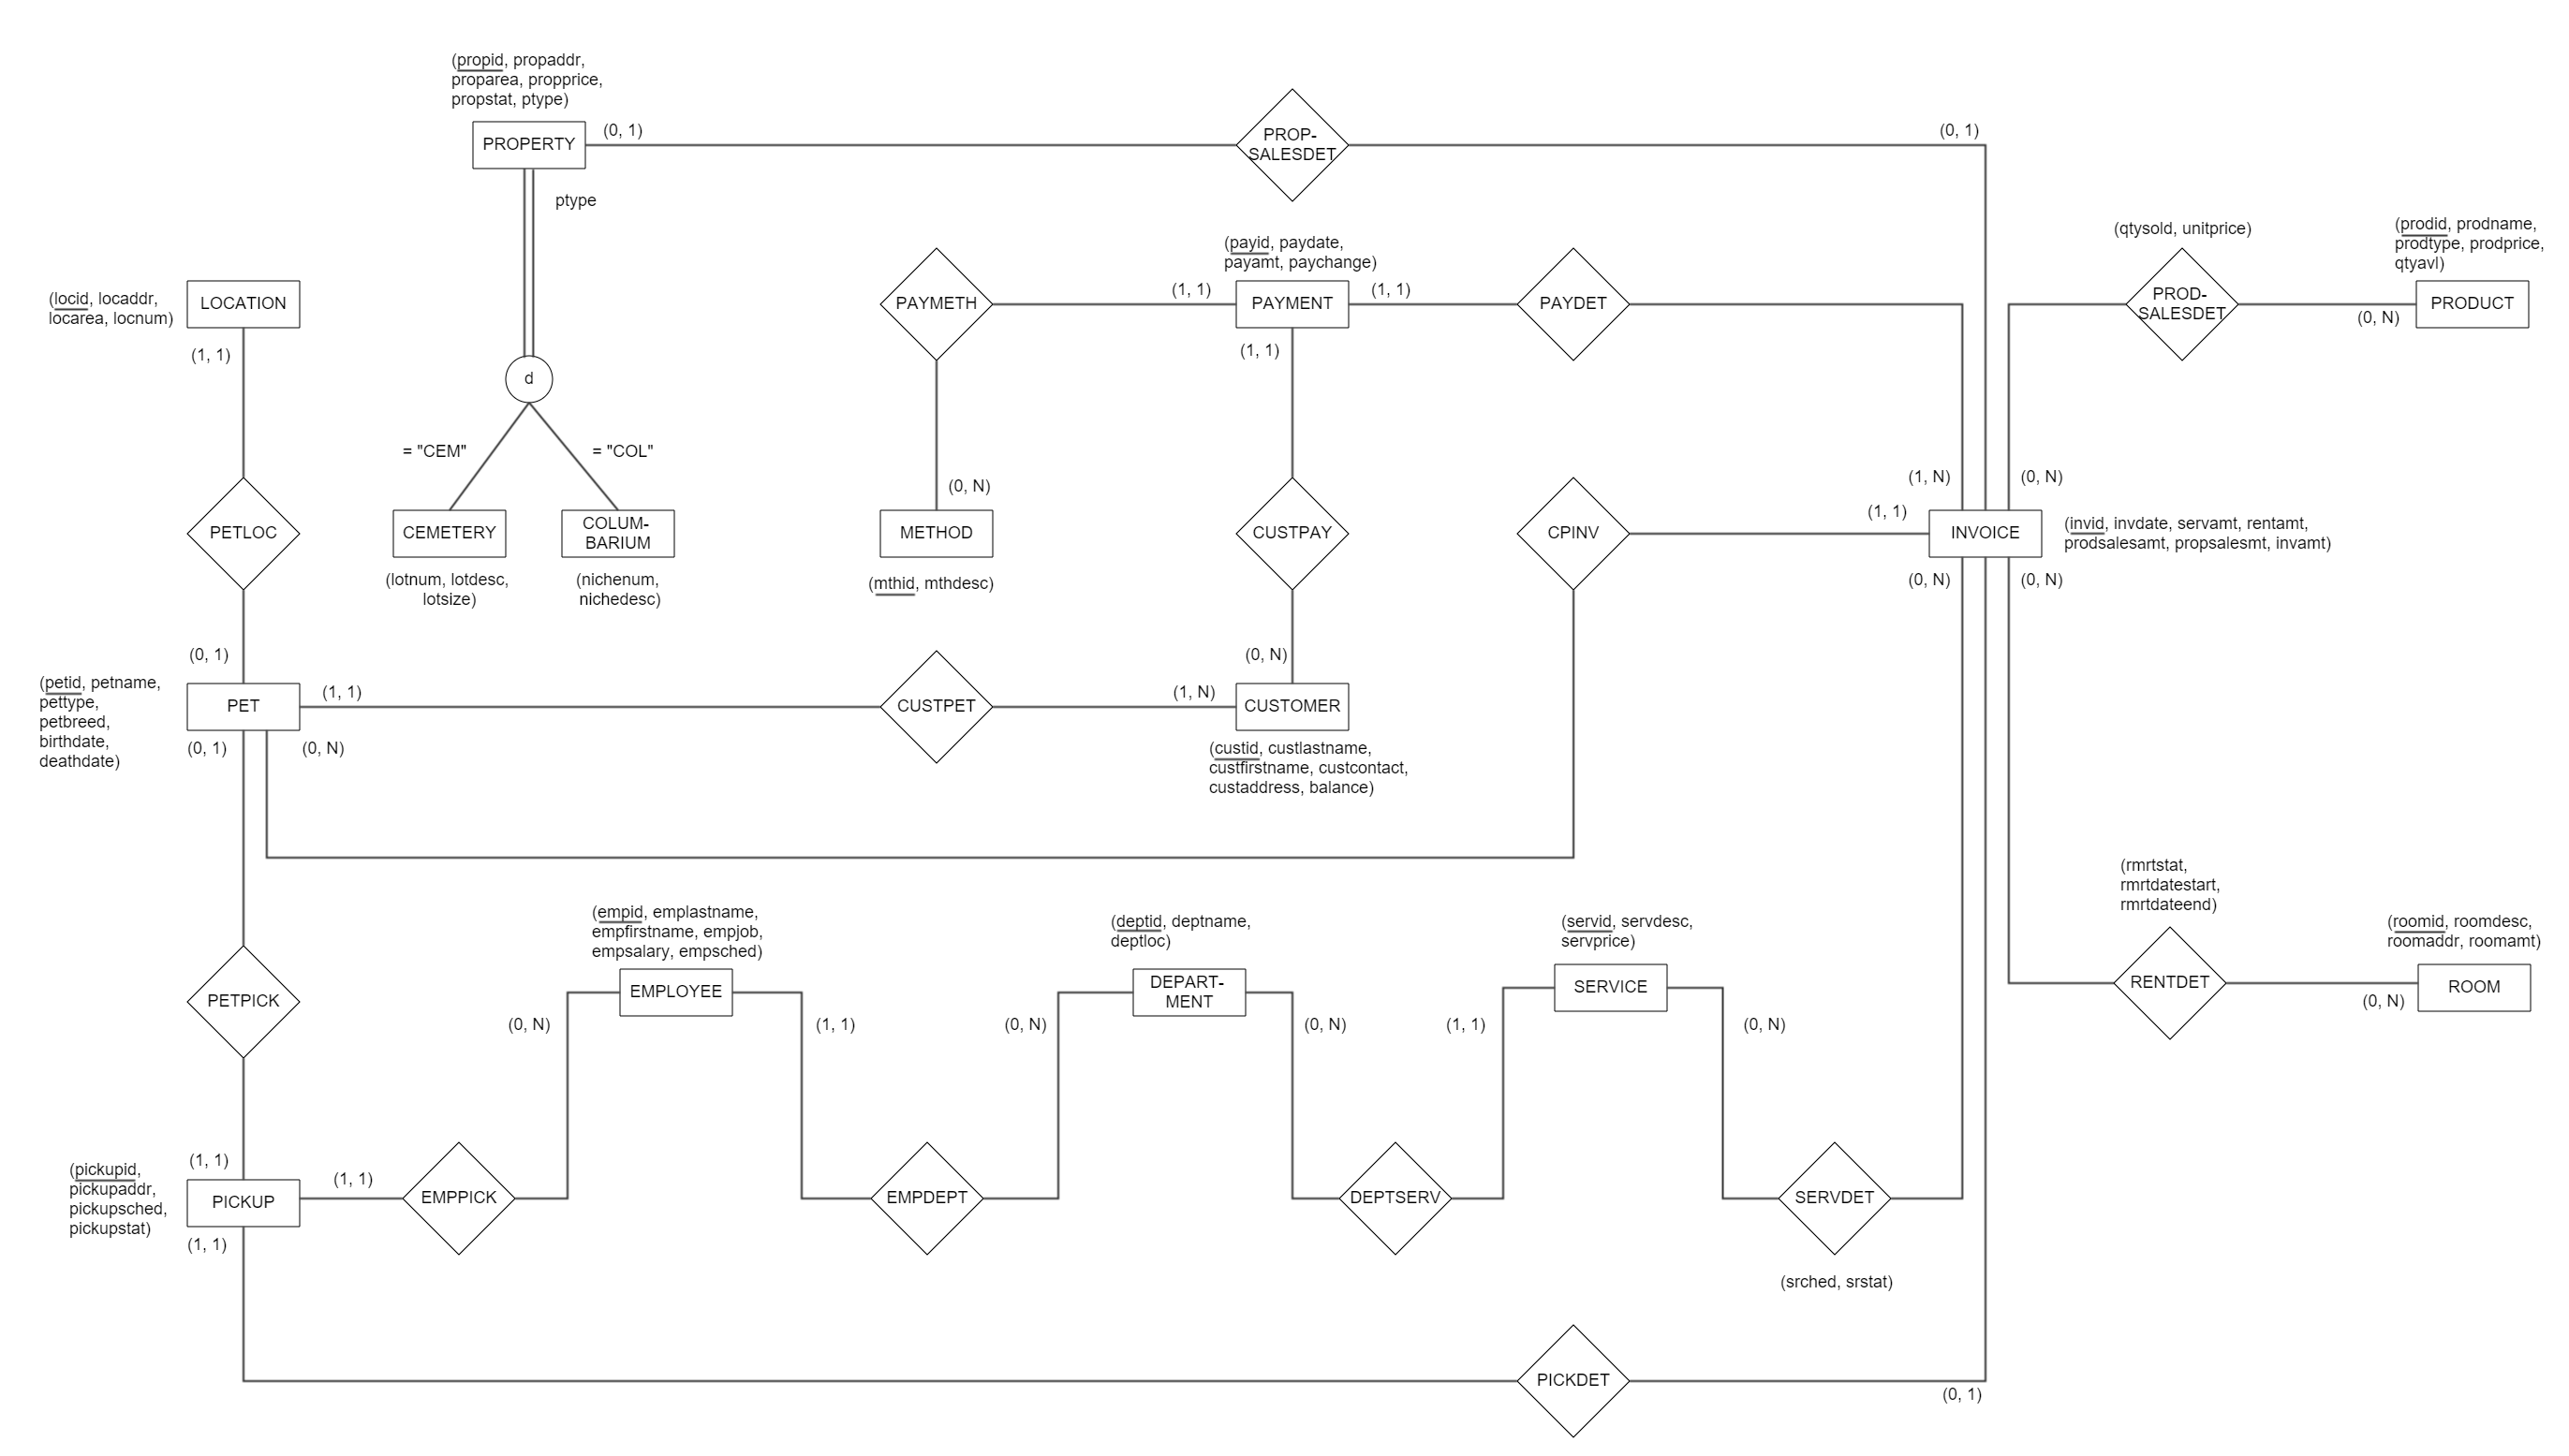 (propid, propaddr,
proparea, propprice,
propstat, ptype)
PROPERTY
(0, 1)
PROP-
SALESDET
(0, 1)
ptype
(locid, locaddr,
locarea, locnum)
LOCATION
(1, 1)
d
= "CEM"
= "COL"
CEMETERY
COLUM-
BARIUM
(lotnum, lotdesc,
lotsize)
(nichenum,
nichedesc)
PAYMETH
(1, 1)
(payid, paydate,
payamt, paychange)
PAYMENT
(1, 1)
(1, 1)
PAYDET
(qtysold, unitprice)
PROD-
SALESDET
(prodid, prodname,
prodtype, prodprice,
qtyavl)
PRODUCT
(0, N)
(0, N)
METHOD
(mthid, mthdesc)
PETLOC
CUSTPAY
CPINV
(1, 1)
(1, N)
(0, N)
INVOICE
(invid, invdate, servamt, rentamt,
prodsalesamt, propsalesmt, invamt)
(0, N)
(0, N)
(0, 1)
(petid, petname,
pettype,
petbreed,
birthdate,
deathdate)
PET
(1, 1)
(0, 1)
(0, N)
CUSTPET
(1, N)
(0, N)
CUSTOMER
(custid, custlastname,
custfirstname, custcontact,
custaddress, balance)
(empid, emplastname,
empfirstname, empjob,
empsalary, empsched)
EMPLOYEE
(0, N)
(1, 1)
(deptid, deptname,
deptloc)
DEPART-
MENT
(0, N)
(0, N)
(servid, servdesc,
servprice)
SERVICE
(1, 1)
(0, N)
(rmrtstat,
rmrtdatestart,
rmrtdateend)
RENTDET
(roomid, roomdesc,
roomaddr, roomamt)
ROOM
(0, N)
PETPICK
(1, 1)
(pickupid,
pickupaddr,
pickupsched,
pickupstat)
PICKUP
(1, 1)
(1, 1)
EMPPICK
EMPDEPT
DEPTSERV
SERVDET
(srched, srstat)
PICKDET
(0, 1)